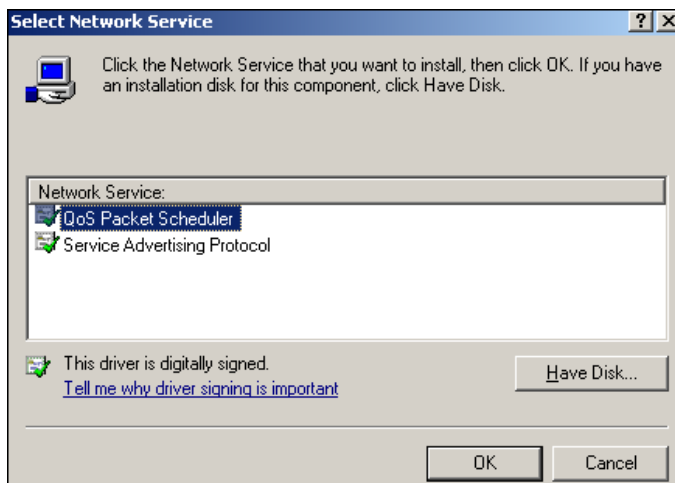 Select Network Service
Click the Network Service that you want to install, then click OK. If you have
an installation disk for this component, click Have Disk.
Network Service:
QoS Packet Scheduler
Service Advertising Protocol
This driver is digitally signed.
Tell me why driver signing is important
Have Disk...
OK
Cancel